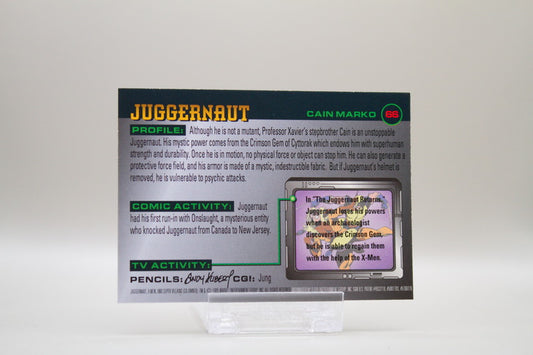 JUGGERNAUT
CAIN MARKO 66
PROFILE: Although he is not a mutant, Professor Xavier's stepbrother Cain is an unstoppable
Juggernaut. His mystic power comes from the Crimson Gem of Cyttorak which endows him with superhuman
strength and durability. Once he is in motion, no physical force or object can stop him. He can also generate a
protective force field, and his armor is made of a mystic, indestructible fabric. But if Juggernaut's helmet is
removed, he is vulnerable to psychic attacks.
COMIC ACTIVITY: Juggernaut
had his first run-in with Onslaught, a mysterious entity
who knocked Juggernaut from Canada to New Jersey.
TV ACTIVITY:
In "The Juggernaut Returns,"
Juggernaut loses his powers
when an archaeologist
discovers the Crimson Gem,
but he is able to regain them
with the help of the X-Men.
PENCILS: CGI: Jung